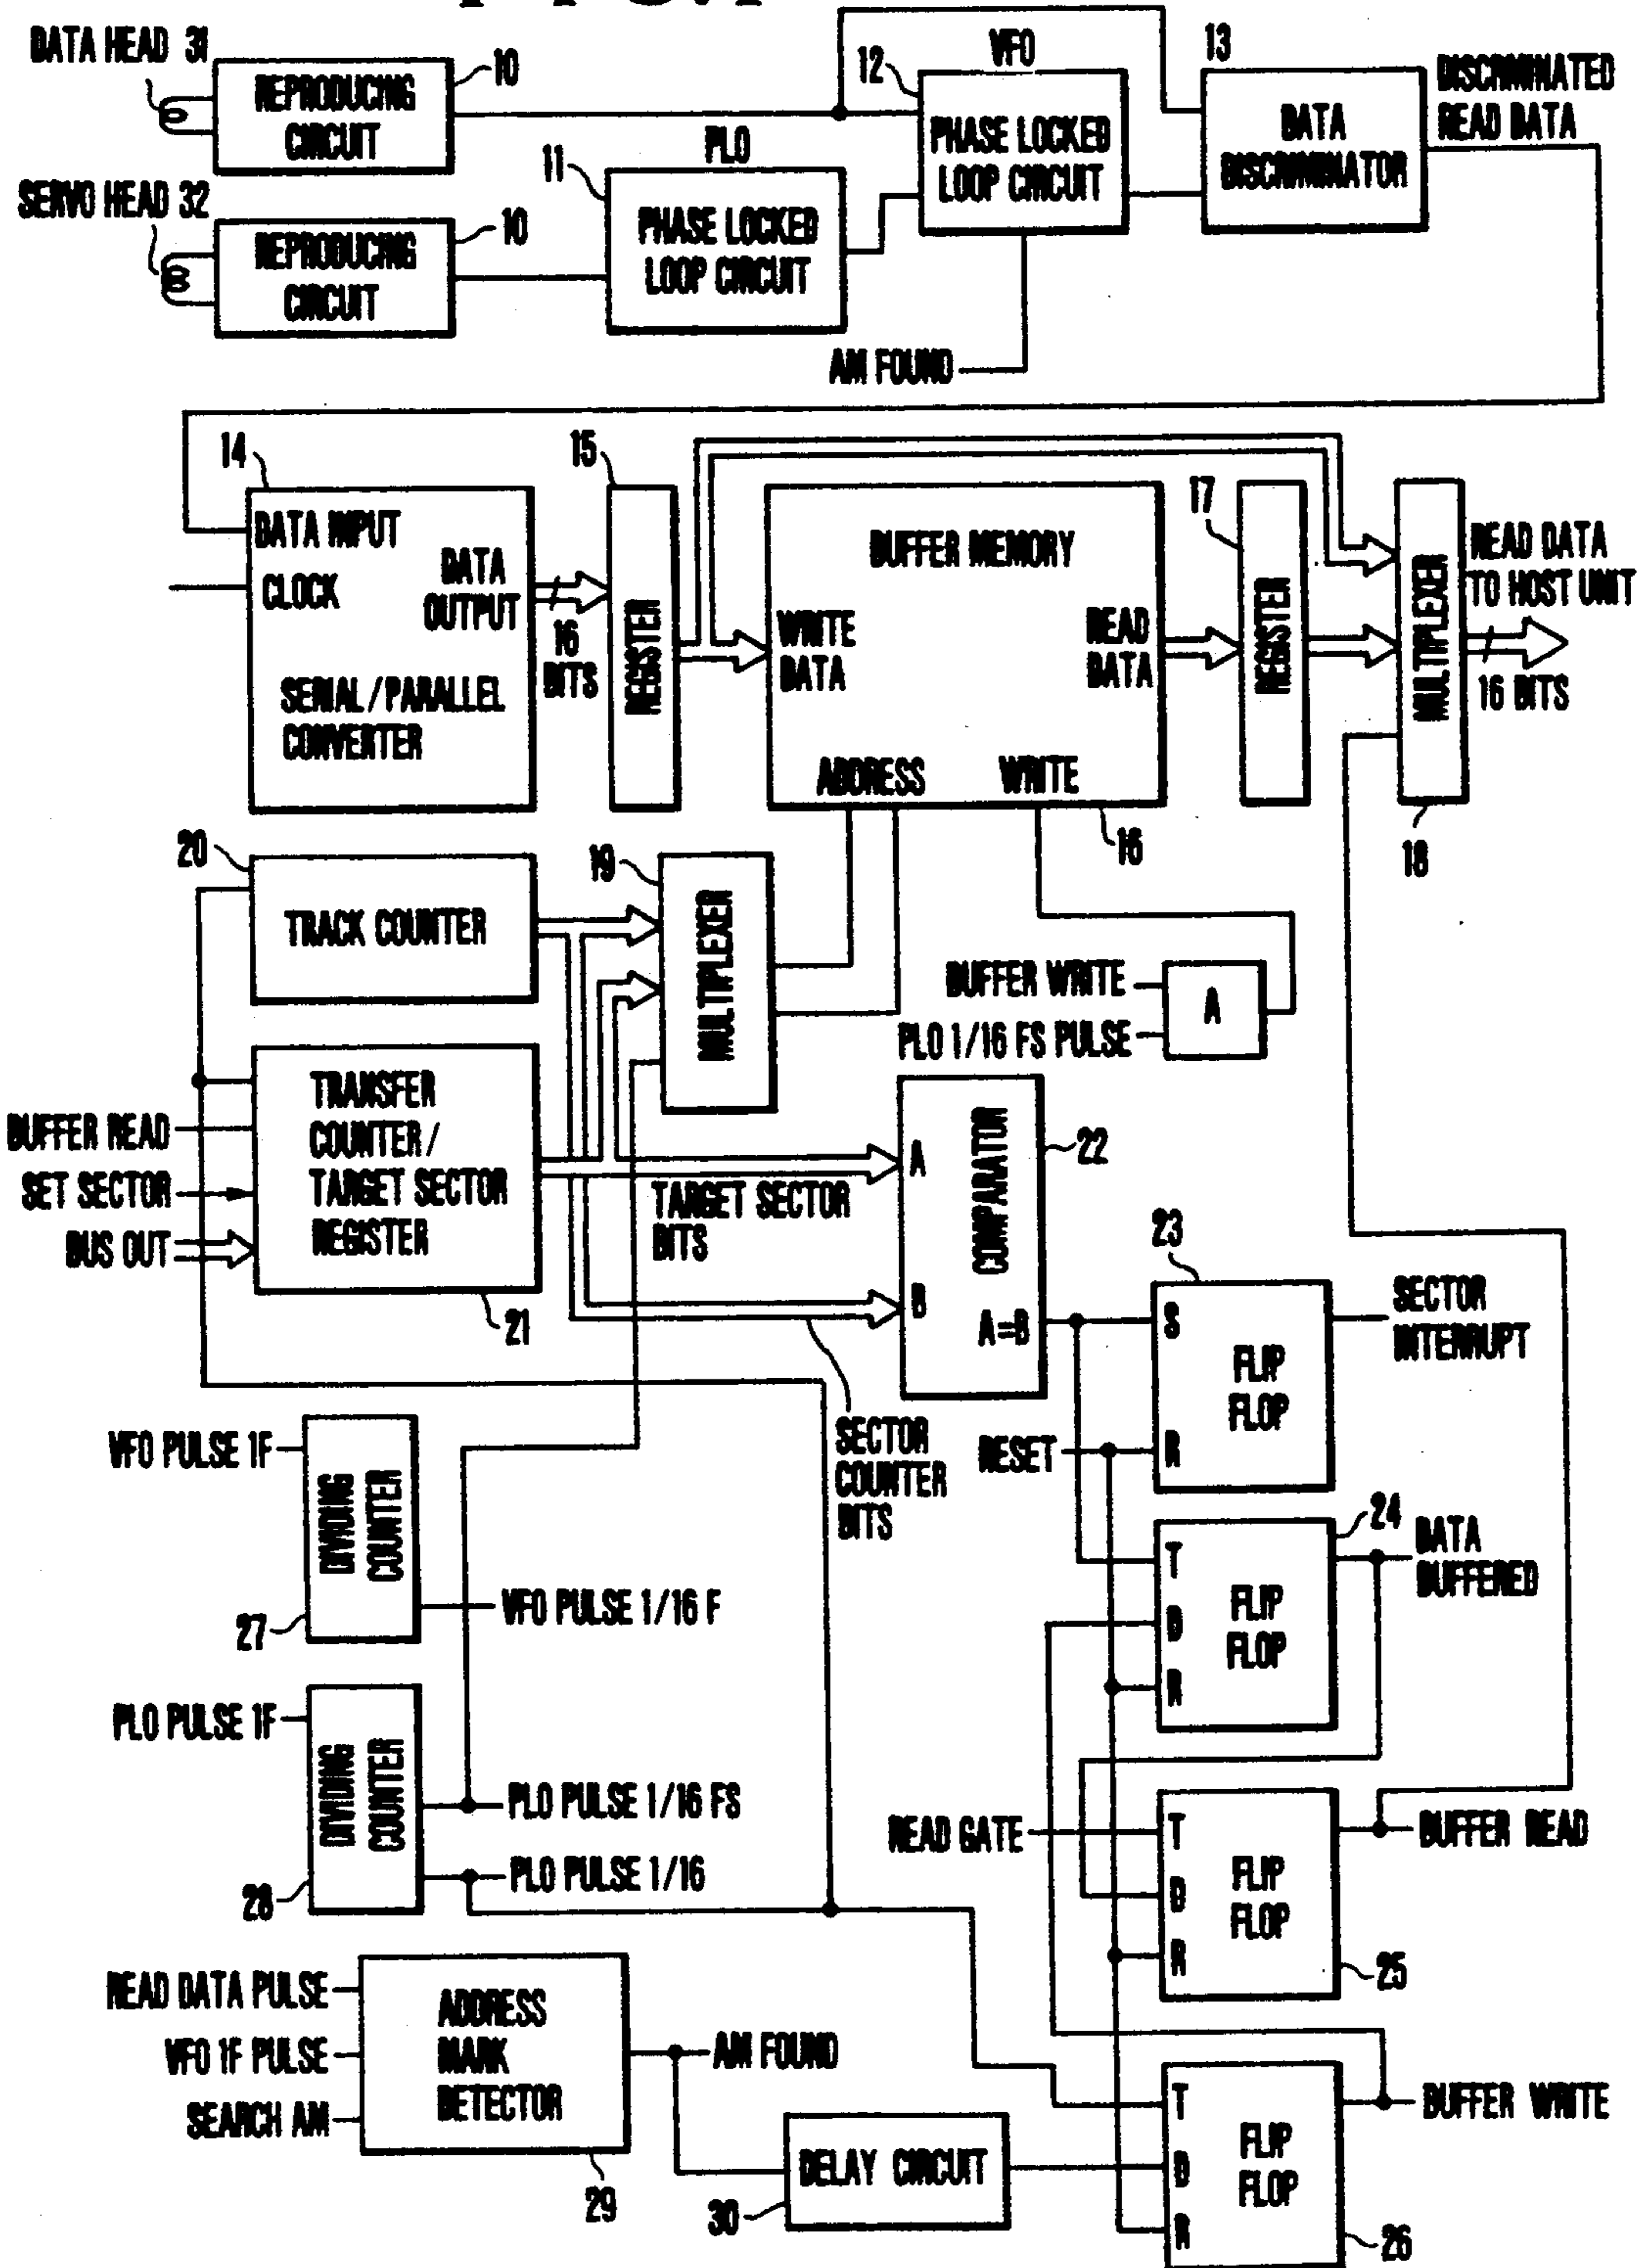 DATA HEAD 31
REPRODUCING
CIRCUIT
10
SERVO HEAD 32
REPRODUCING
CIRCUIT
10
PLO
11
PHASE LOCKED
LOOP CIRCUIT
VFO
12
PHASE LOCKED
LOOP CIRCUIT
13
DATA
DISCRIMINATOR
DISCRIMINATED
READ DATA
AM FOUND
14
DATA INPUT
CLOCK
DATA
OUTPUT
SERIAL/PARALLEL
CONVERTER
16
BITS
15
REGISTER
BUFFER MEMORY
WRITE
DATA
READ
DATA
ADDRESS
WRITE
16
17
REGISTER
MULTIPLEXER
18
READ DATA
TO HOST UNIT
16 BITS
20
TRACK COUNTER
19
MULTIPLEXER
BUFFER WRITE
PLO 1/16 FS PULSE
A
BUFFER READ
SET SECTOR
BUS OUT
TRANSFER
COUNTER/
TARGET SECTOR
REGISTER
21
TARGET SECTOR
BITS
A
B
COMPARATOR
A=B
22
SECTOR
COUNTER
BITS
23
S
R
FLIP
FLOP
SECTOR
INTERRUPT
RESET
VFO PULSE 1F
DIVIDING
COUNTER
27
VFO PULSE 1/16 F
24
T
D
R
FLIP
FLOP
DATA
BUFFERED
PLO PULSE 1F
DIVIDING
COUNTER
28
PLO PULSE 1/16 FS
PLO PULSE 1/16
READ GATE
T
D
R
FLIP
FLOP
25
BUFFER READ
READ DATA PULSE
VFO 1F PULSE
SEARCH AM
ADDRESS
MARK
DETECTOR
29
AM FOUND
DELAY CIRCUIT
30
T
D
R
FLIP
FLOP
26
BUFFER WRITE